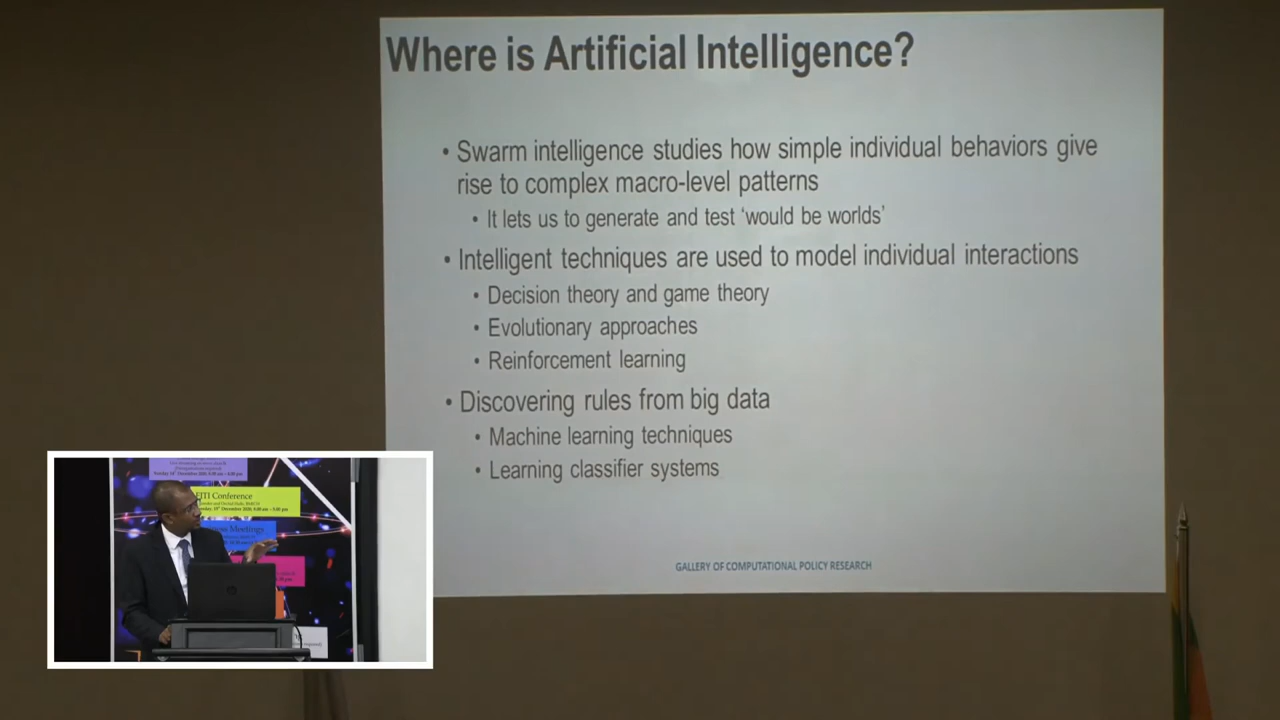 Where is Artificial Intelligence?
• Swarm intelligence studies how simple individual behaviors give
rise to complex macro-level patterns
• It lets us to generate and test ‘would be worlds’
• Intelligent techniques are used to model individual interactions
• Decision theory and game theory
• Evolutionary approaches
• Reinforcement learning
• Discovering rules from big data
• Machine learning techniques
• Learning classifier systems
GALLERY OF COMPUTATIONAL POLICY RESEARCH
Conference
Meetings